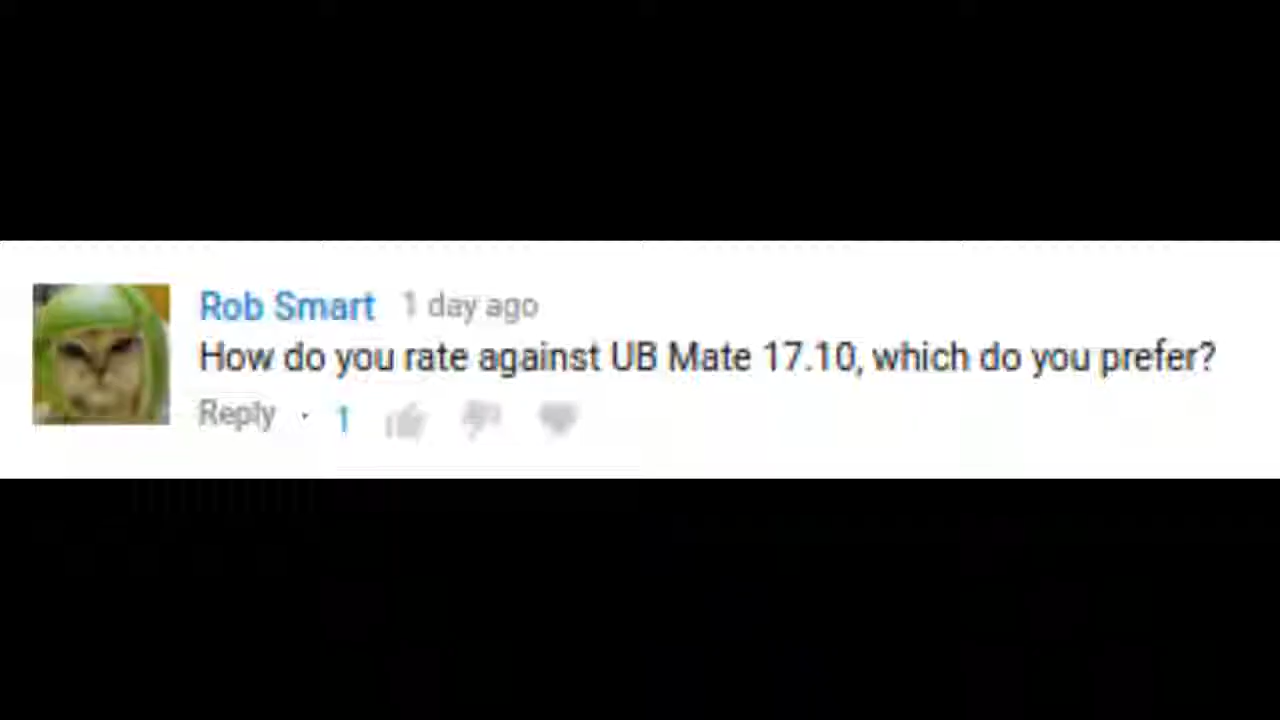 Rob Smart 1 day ago
How do you rate against UB Mate 17.10, which do you prefer?
Reply · 1